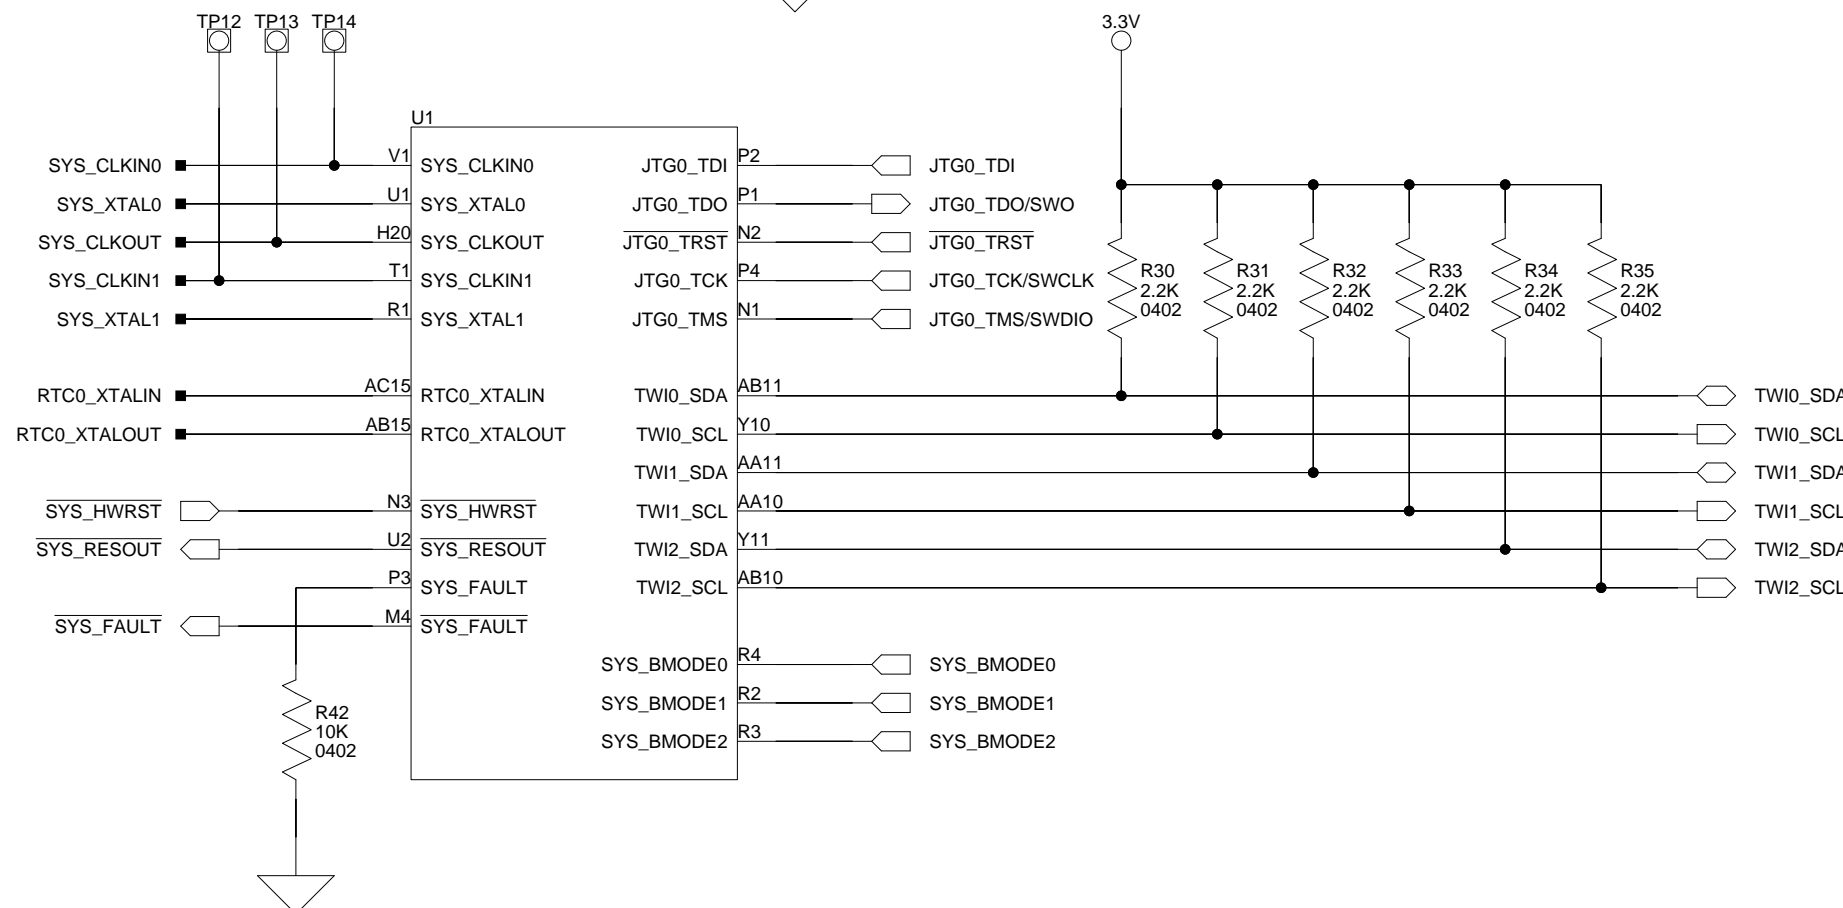 TP12 TP13 TP14
3.3V
U1
SYS_CLKIN0 V1 SYS_CLKIN0 JTG0_TDI P2 JTG0_TDI
SYS_XTAL0 U1 SYS_XTAL0 JTG0_TDO P1 JTG0_TDO/SWO
SYS_CLKOUT H20 SYS_CLKOUT JTG0_TRST N2 JTG0_TRST
SYS_CLKIN1 T1 SYS_CLKIN1 JTG0_TCK P4 JTG0_TCK/SWCLK
SYS_XTAL1 R1 SYS_XTAL1 JTG0_TMS N1 JTG0_TMS/SWDIO
R30 R31 R32 R33 R34 R35
2.2K 2.2K 2.2K 2.2K 2.2K 2.2K
0402 0402 0402 0402 0402 0402
RTC0_XTALIN AC15 RTC0_XTALIN TWI0_SDA AB11 TWI0_SDA
RTC0_XTALOUT AB15 RTC0_XTALOUT TWI0_SCL Y10 TWI0_SCL
TWI1_SDA AA11 TWI1_SDA
SYS_HWRST N3 SYS_HWRST TWI1_SCL AA10 TWI1_SCL
SYS_RESOUT U2 SYS_RESOUT TWI2_SDA Y11 TWI2_SDA
P3 SYS_FAULT TWI2_SCL AB10 TWI2_SCL
SYS_FAULT M4 SYS_FAULT
SYS_BMODE0 R4 SYS_BMODE0
SYS_BMODE1 R2 SYS_BMODE1
SYS_BMODE2 R3 SYS_BMODE2
R42
10K
0402